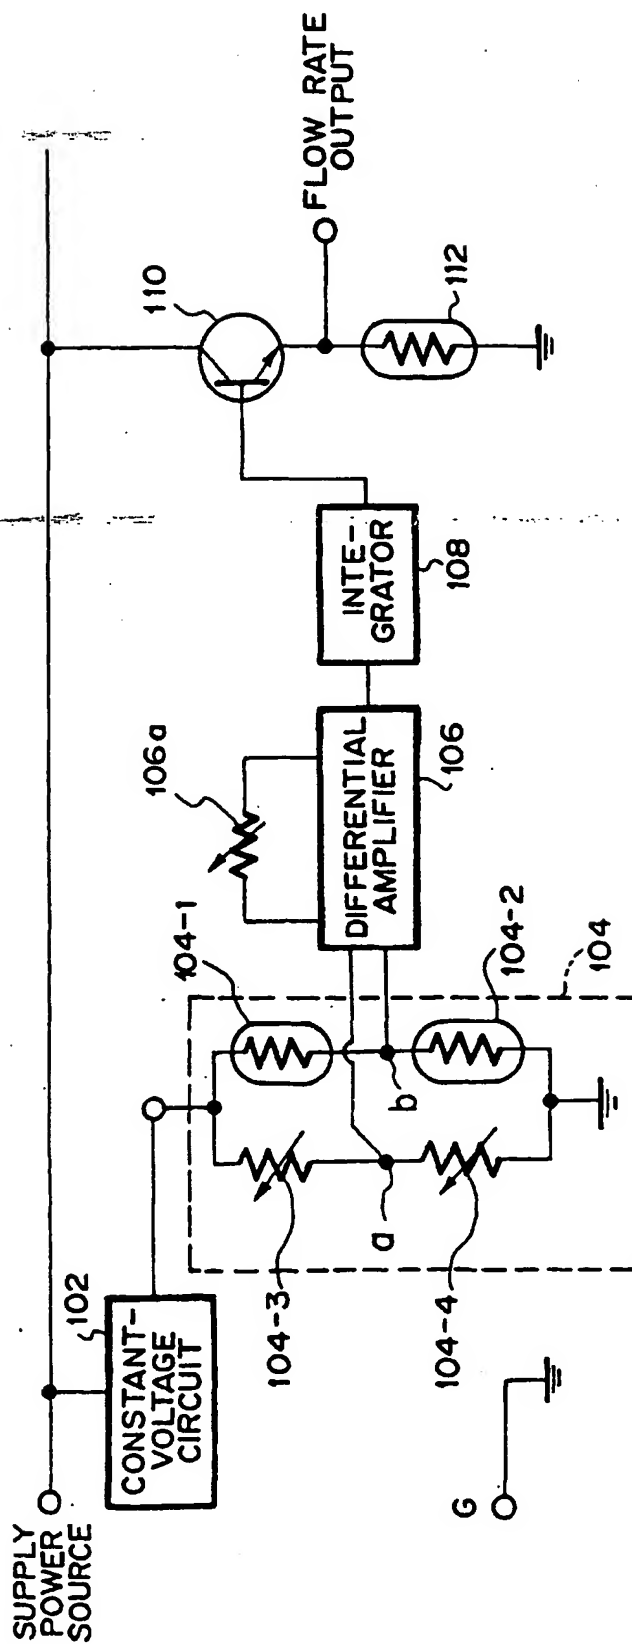 SUPPLY
POWER
SOURCE
102
CONSTANT-
VOLTAGE
CIRCUIT
G
104-3
104-4
a
b
104-1
104-2
104
106a
DIFFERENTIAL
AMPLIFIER
106
INTE-
GRATOR
108
110
FLOW RATE
OUTPUT
112